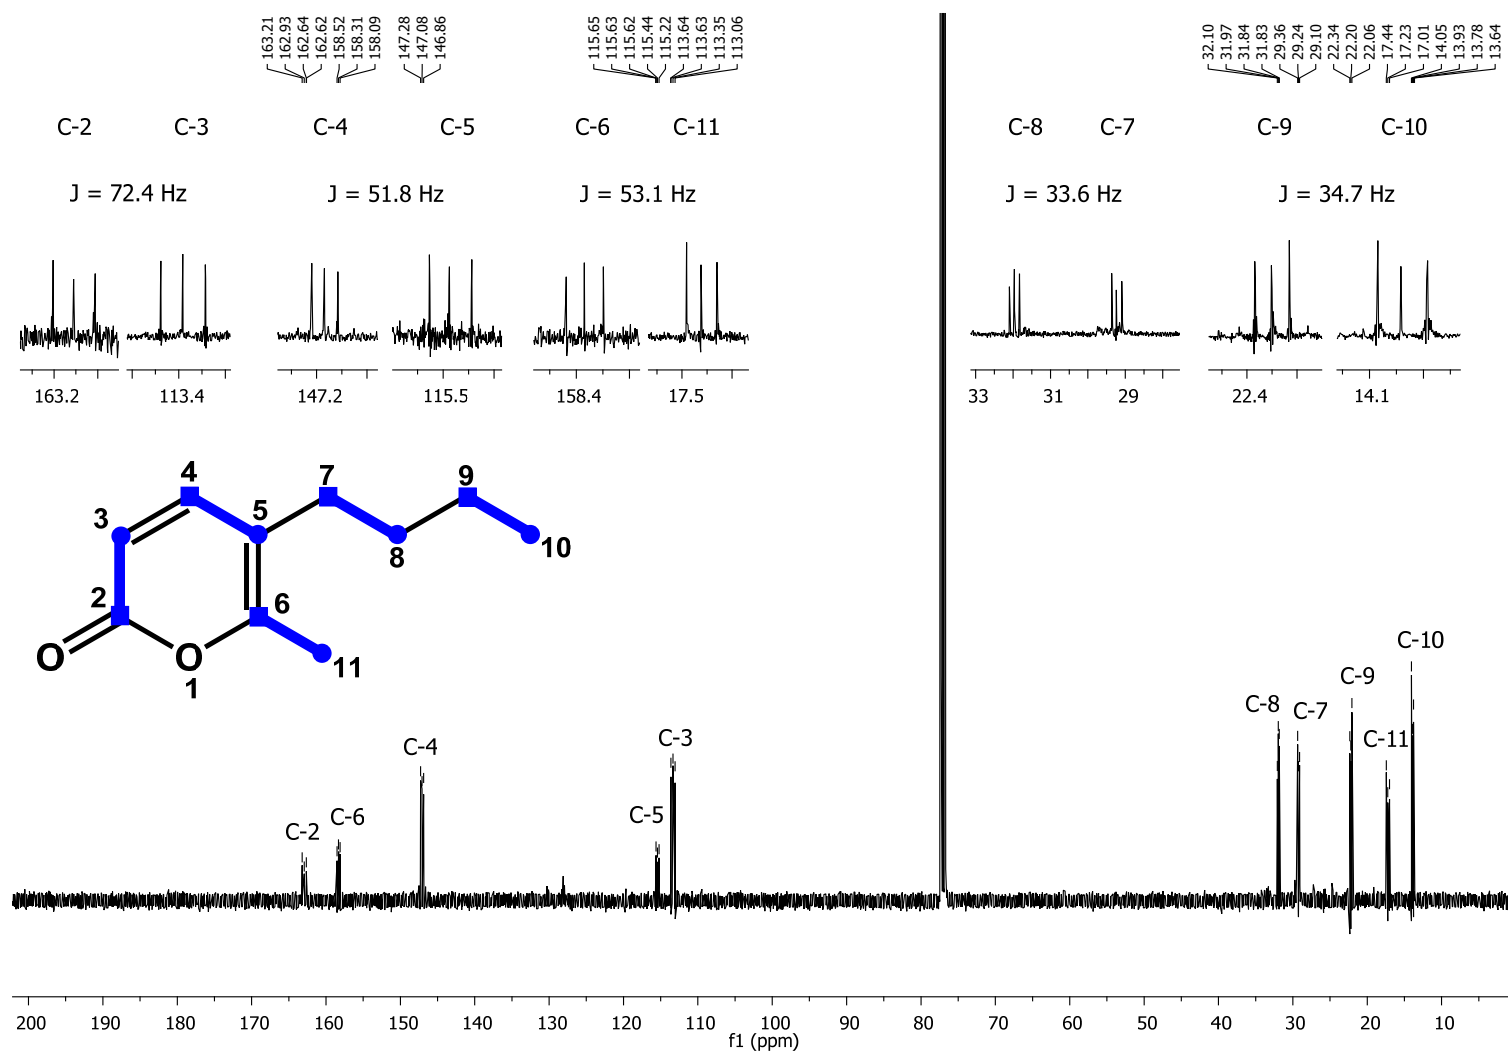 163.21
162.93
162.64
162.62
158.52
158.31
158.09
147.28
147.08
146.86
115.65
115.63
115.62
115.44
115.22
113.64
113.63
113.35
113.06
32.10
31.97
31.84
31.83
29.36
29.24
29.10
22.34
22.20
22.06
17.44
17.23
17.01
14.05
13.93
13.78
13.64
C-2 C-3 C-4 C-5 C-6 C-11 C-8 C-7 C-9 C-10
J = 72.4 Hz J = 51.8 Hz J = 53.1 Hz J = 33.6 Hz J = 34.7 Hz
163.2 113.4 147.2 115.5 158.4 17.5 33 31 29 22.4 14.1
4 7 9
3 5
8 10
2 6
O O 11
1
C-10
C-9
C-8 C-7
C-11
C-4 C-3
C-5
C-2 C-6
200 190 180 170 160 150 140 130 120 110 100 90 80 70 60 50 40 30 20 10
f1 (ppm)